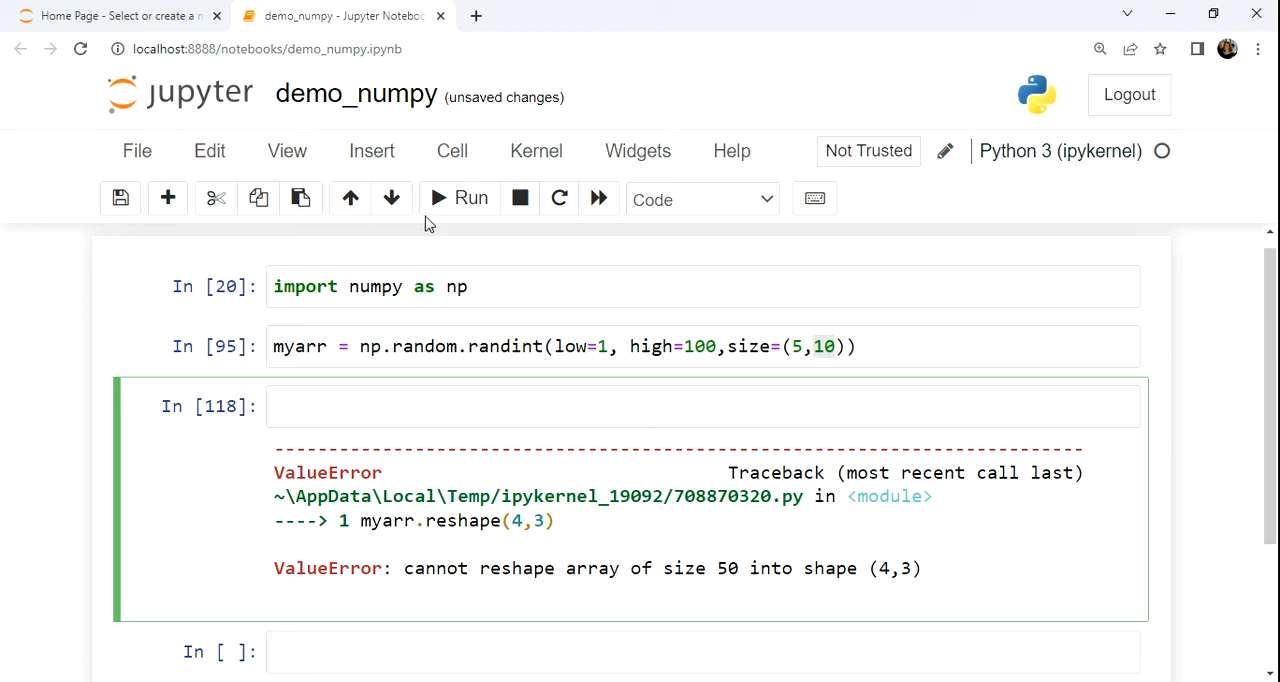 Home Page - Select or create a n
demo_numpy - Jupyter Noteboo
localhost:8888/notebooks/demo_numpy.ipynb
jupyter demo_numpy (unsaved changes)
Logout
File Edit View Insert Cell Kernel Widgets Help
Not Trusted
Python 3 (ipykernel)
Run
Code
In [20]: import numpy as np
In [95]: myarr = np.random.randint(low=1, high=100,size=(5,10))
In [118]:
---------------------------------------------------------------------------
ValueError Traceback (most recent call last)
~\AppData\Local\Temp/ipykernel_19092/708870320.py in <module>
----> 1 myarr.reshape(4,3)
ValueError: cannot reshape array of size 50 into shape (4,3)
In [ ]: